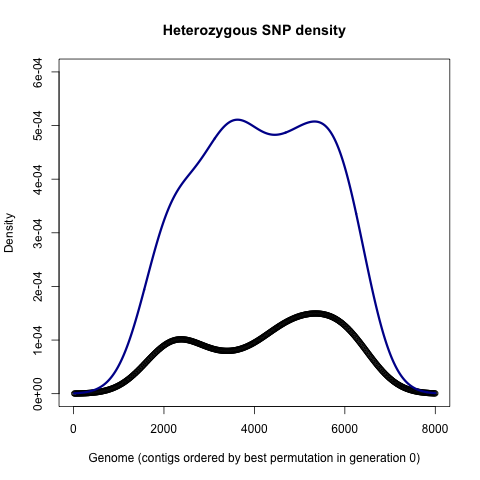 Heterozygous SNP density
6e-04
5e-04
4e-04
3e-04
2e-04
1e-04
0e+00
Density
0 2000 4000 6000 8000
Genome (contigs ordered by best permutation in generation 0)